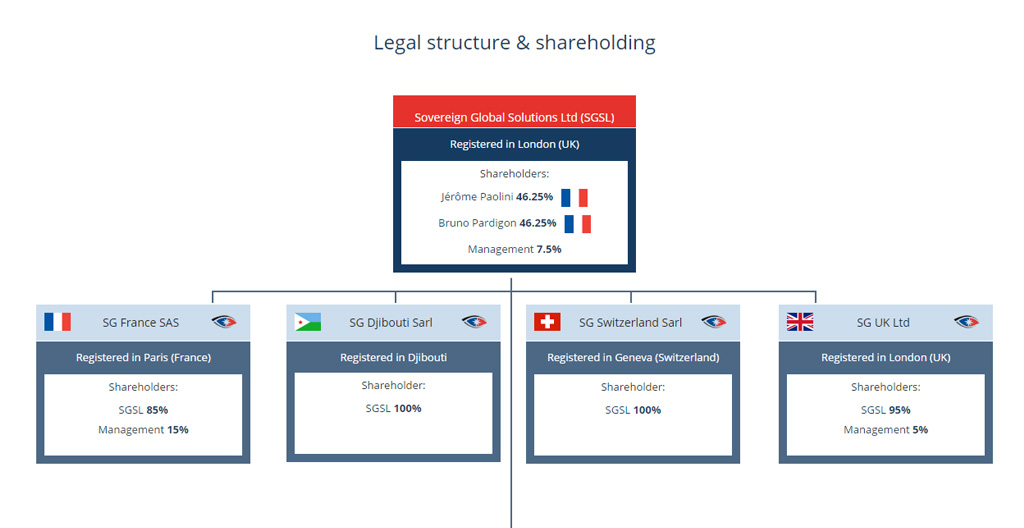 Legal structure & shareholding
Sovereign Global Solutions Ltd (SGSL)
Registered in London (UK)
Shareholders:
Jérôme Paolini 46.25%
Bruno Pardigon 46.25%
Management 7.5%
SG France SAS
Registered in Paris (France)
Shareholders:
SGSL 85%
Management 15%
SG Djibouti Sarl
Registered in Djibouti
Shareholder:
SGSL 100%
SG Switzerland Sarl
Registered in Geneva (Switzerland)
Shareholder:
SGSL 100%
SG UK Ltd
Registered in London (UK)
Shareholders:
SGSL 95%
Management 5%